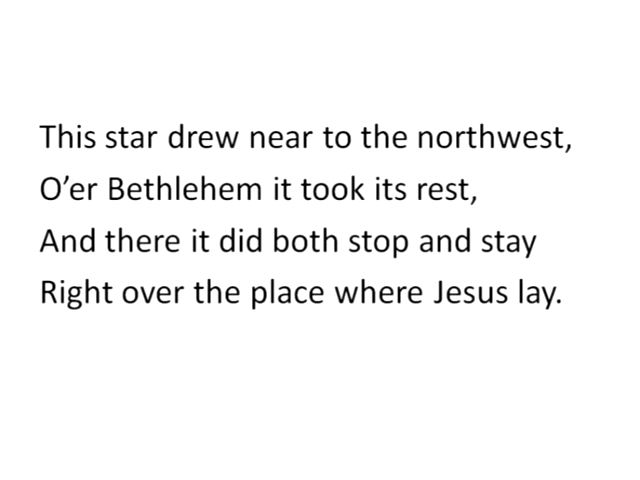 This star drew near to the northwest,
O’er Bethlehem it took its rest,
And there it did both stop and stay
Right over the place where Jesus lay.